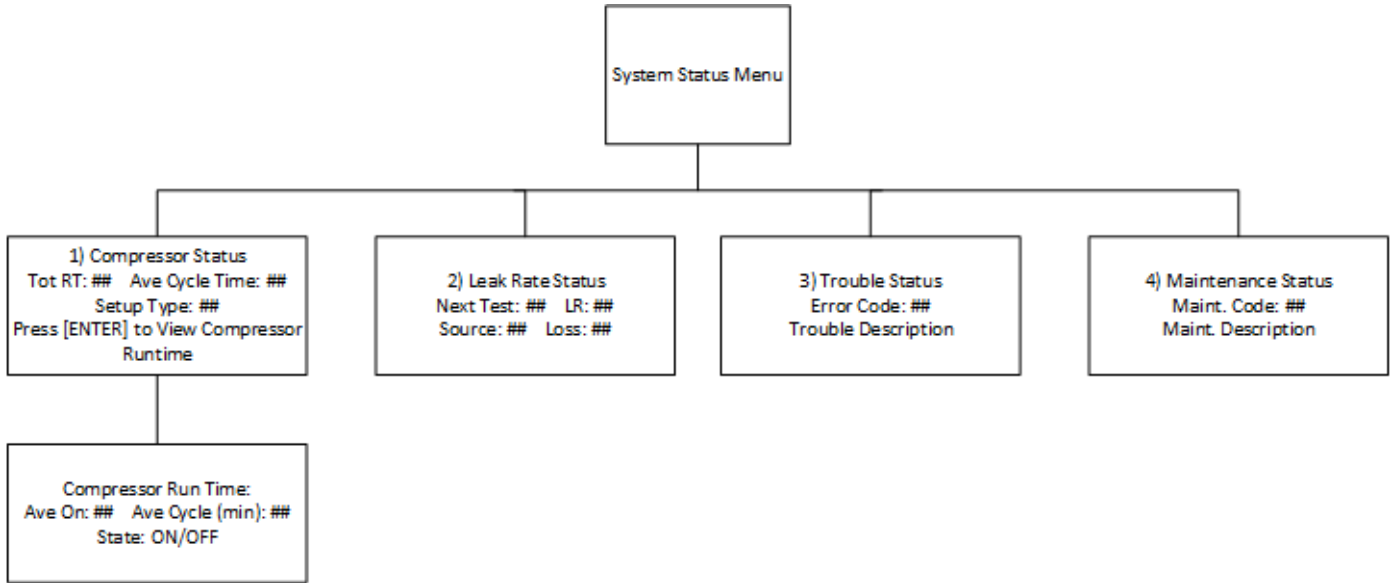 System Status Menu
1) Compressor Status
Tot RT: ## Ave Cycle Time: ##
Setup Type: ##
Press [ENTER] to View Compressor
Runtime
2) Leak Rate Status
Next Test: ## LR: ##
Source: ## Loss: ##
3) Trouble Status
Error Code: ##
Trouble Description
4) Maintenance Status
Maint. Code: ##
Maint. Description
Compressor Run Time:
Ave On: ## Ave Cycle (min): ##
State: ON/OFF